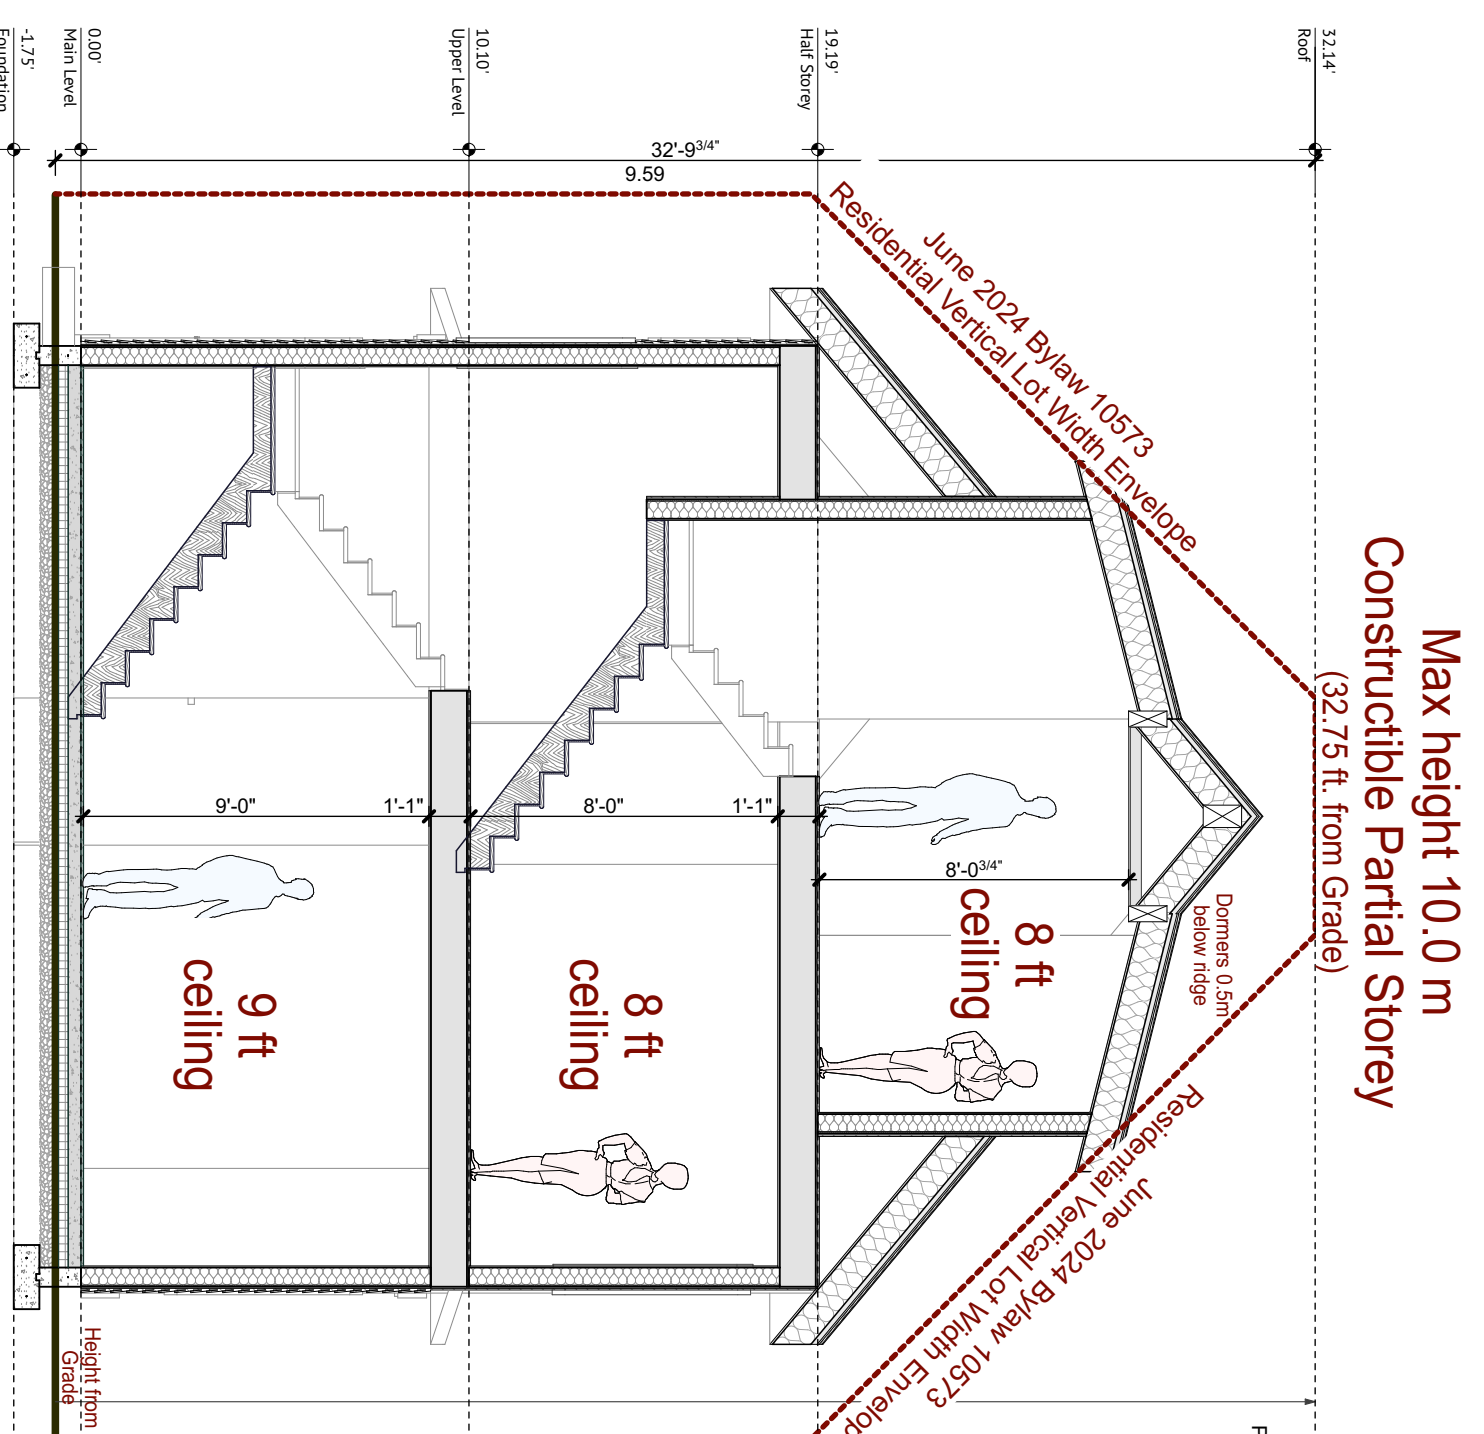 Max height 10.0 m
Constructible Partial Storey
(32.75 ft. from Grade)
32.14'
Roof
19.19'
Half Storey
10.10'
Upper Level
0.00'
Main Level
-1.75'
Foundation
32'-9 3/4"
9.59
June 2024 Bylaw 10573
Residential Vertical Lot Width Envelope
Dormers 0.5m
below ridge
8'-0 3/4"
8 ft
ceiling
1'-1"
8'-0"
8 ft
ceiling
1'-1"
9'-0"
9 ft
ceiling
Residential Vertical Lot Width Envelop
June 2024 Bylaw 10573
Height from
Grade